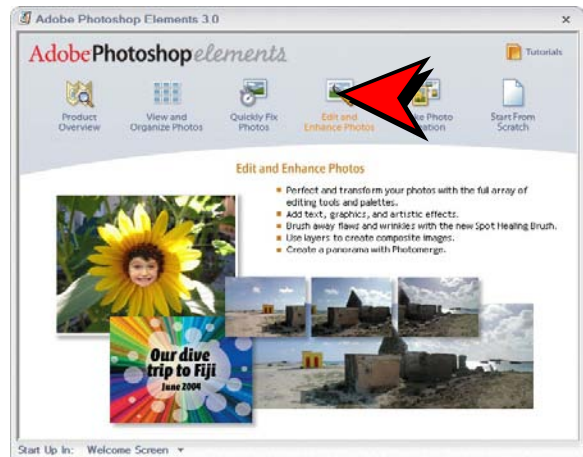 Adobe Photoshop Elements 3.0
Adobe Photoshop elements
Tutorials
Product Overview
View and Organize Photos
Quickly Fix Photos
Edit and Enhance Photos
Photo
Start From Scratch
Edit and Enhance Photos
Perfect and transform your photos with the full array of
editing tools and palettes.
Add text, graphics, and artistic effects.
Brush away flaws and wrinkles with the new Spot Healing Brush.
Use layers to create composite images.
Create a panorama with Photomerge.
Our dive
trip to Fiji
June 2004
Start Up In: Welcome Screen